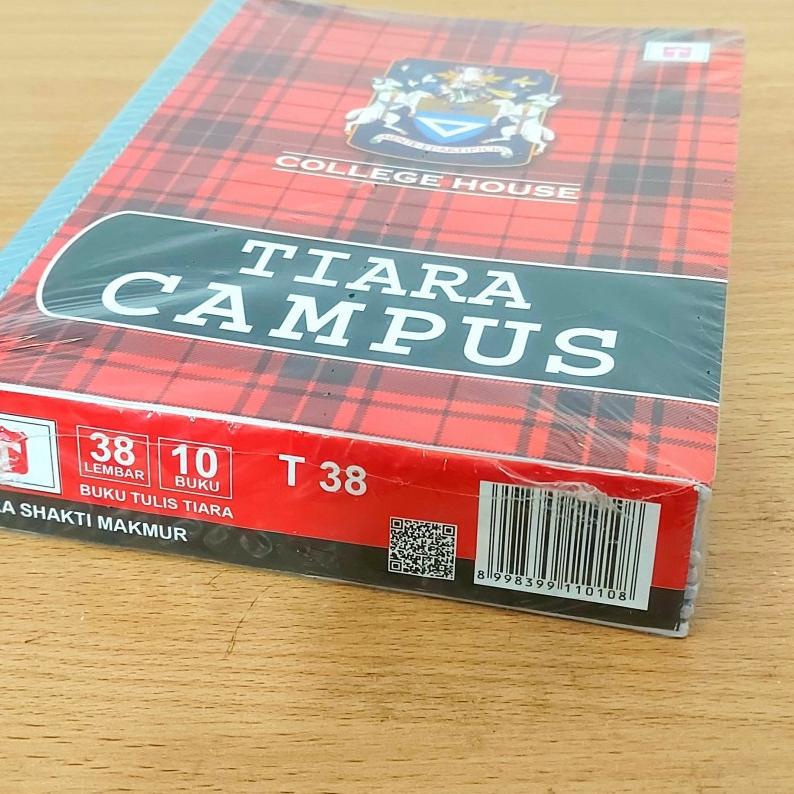 COLLEGE HOUSE
TIARA
CAMPUS
38
LEMBAR
10
BUKU
T 38
BUKU TULIS TIARA
SHAKTI MAKMUR
8 998399 110108